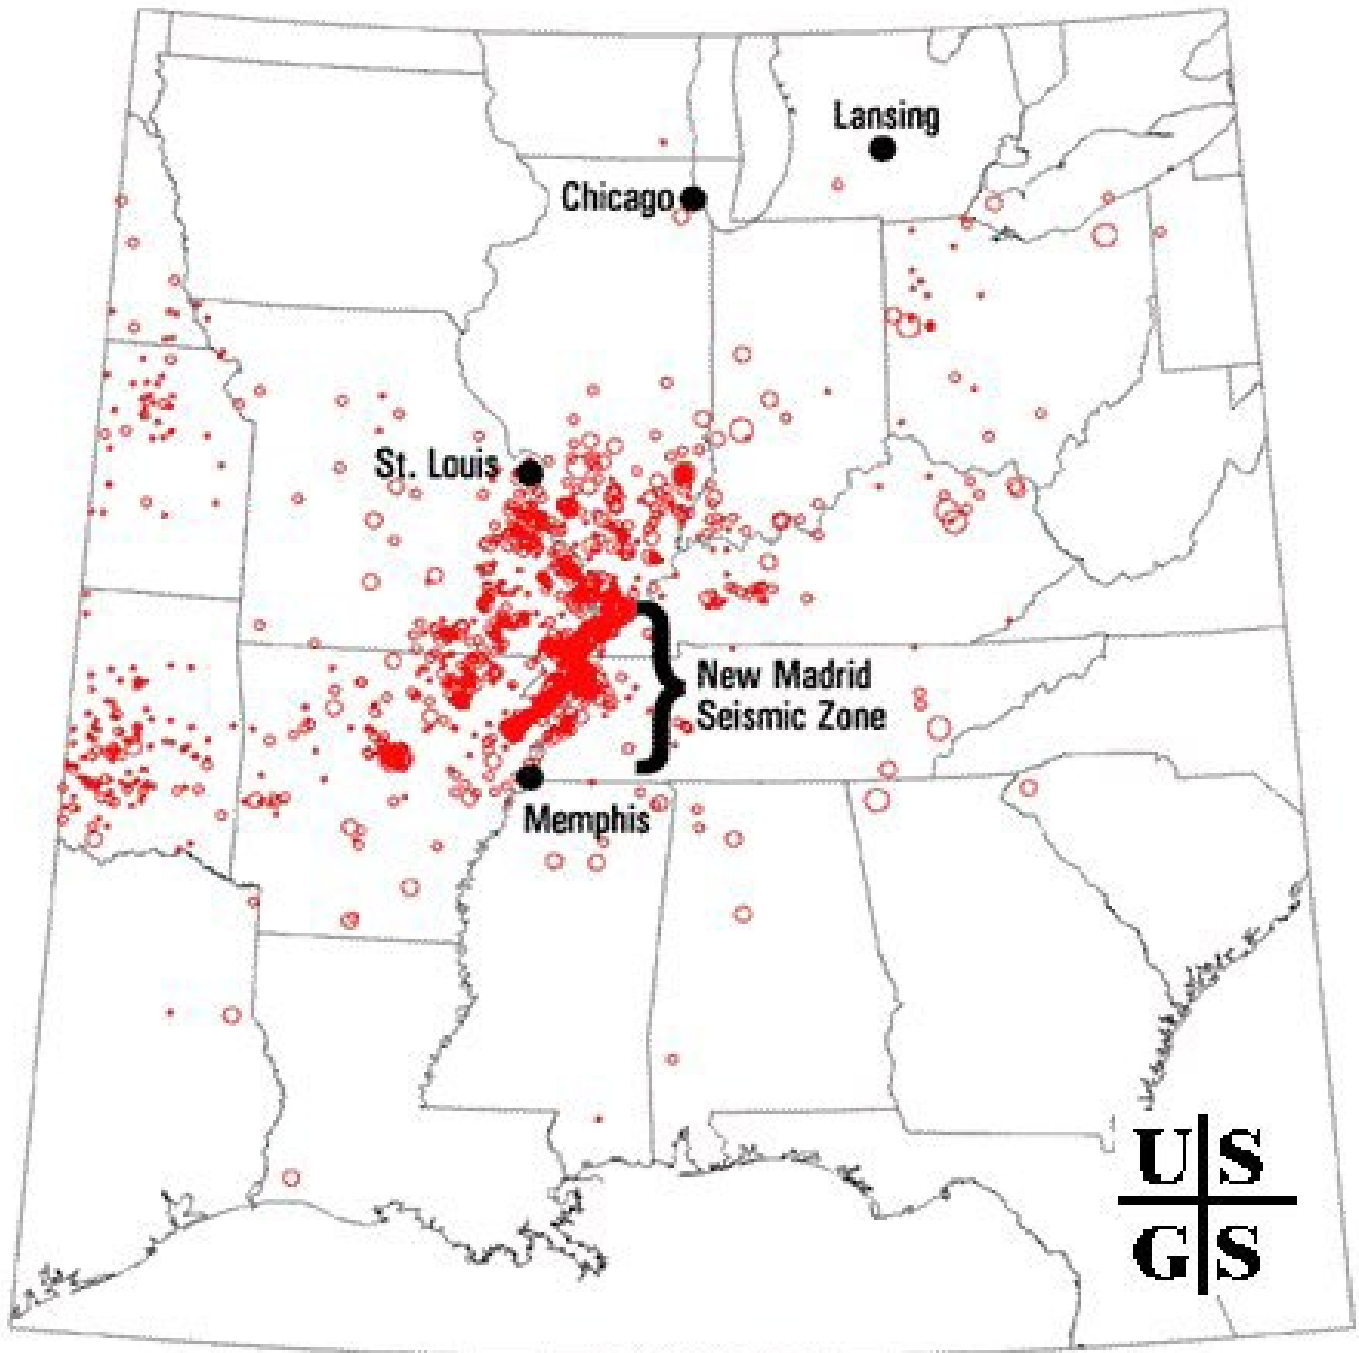 Lansing
Chicago
St. Louis
New Madrid
Seismic Zone
Memphis
U S
G S